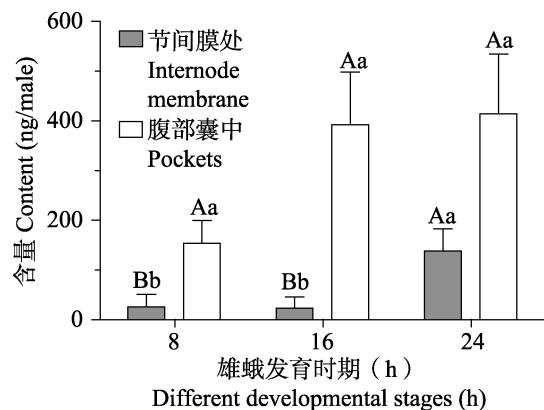 600
400
200
0
含量 Content (ng/male)
节间膜处
Internode
membrane
腹部囊中
Pockets
Bb
Aa
Bb
Aa
Aa
Aa
8
16
24
雄蛾发育时期（h）
Different developmental stages (h)